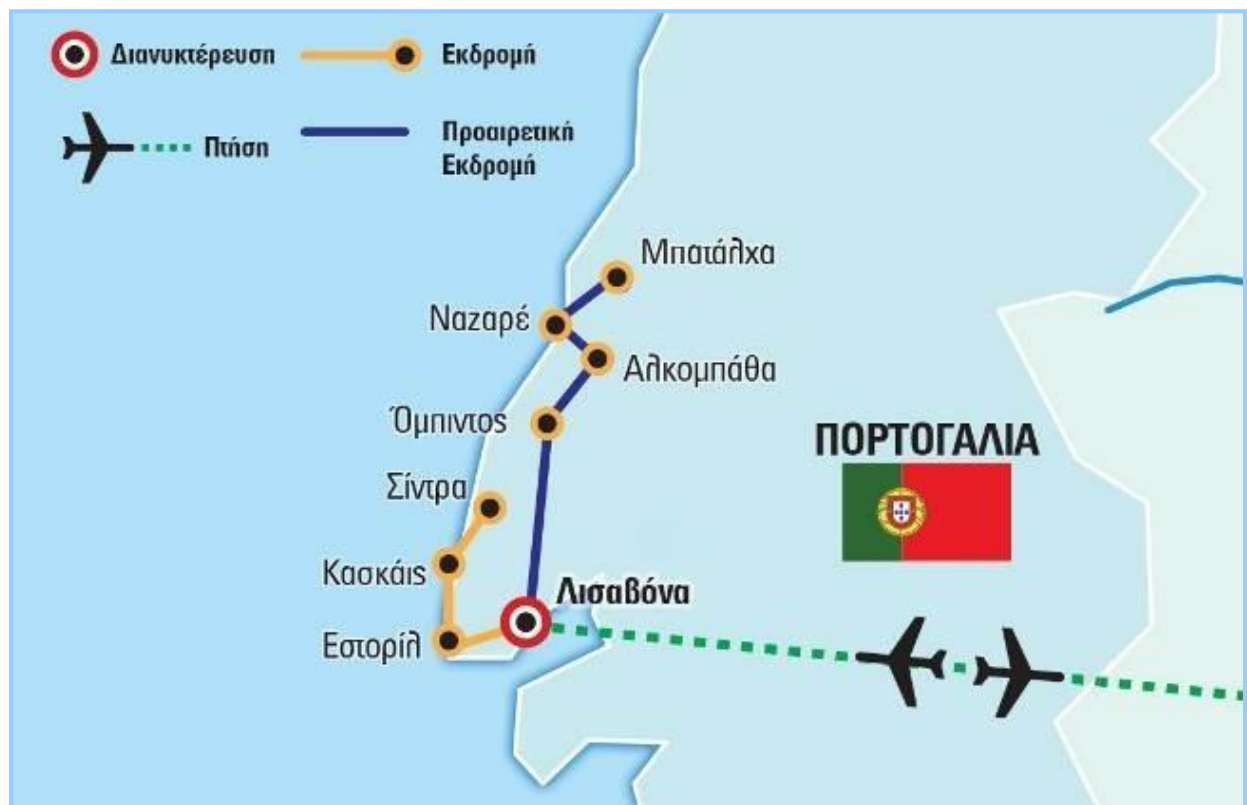 Διανυκτέρευση
Εκδρομή
Πτήση
Προαιρετική
Εκδρομή
Μπατάλχα
Ναζαρέ
Αλκομπάθα
Όμπιντος
ΠΟΡΤΟΓΑΛΙΑ
Σίντρα
Κασκάις
Λισαβόνα
Εστορίλ